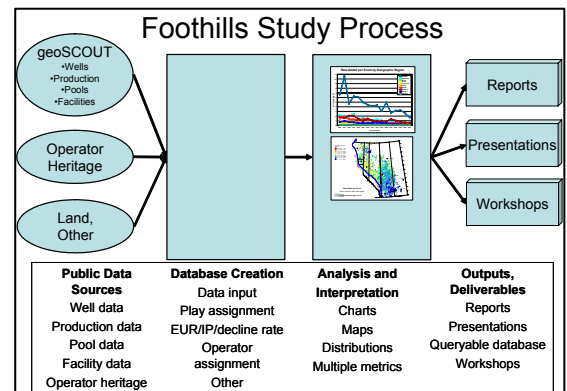 Foothills Study Process
geoSCOUT
•Wells
•Production
•Pools
•Facilities
Operator
Heritage
Land,
Other
Reports
Presentations
Workshops
Public Data
Sources
Well data
Production data
Pool data
Facility data
Operator heritage
Database Creation
Data input
Play assignment
EUR/IP/decline rate
Operator
assignment
Other
Analysis and
Interpretation
Charts
Maps
Distributions
Multiple metrics
Outputs,
Deliverables
Reports
Presentations
Queryable database
Workshops